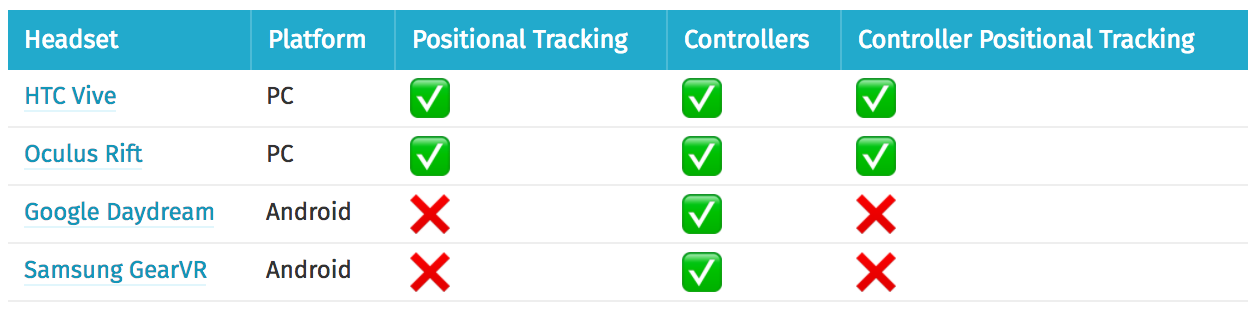 Headset Platform Positional Tracking Controllers Controller Positional Tracking
HTC Vive PC ✅ ✅ ✅
Oculus Rift PC ✅ ✅ ✅
Google Daydream Android ❌ ✅ ❌
Samsung GearVR Android ❌ ✅ ❌